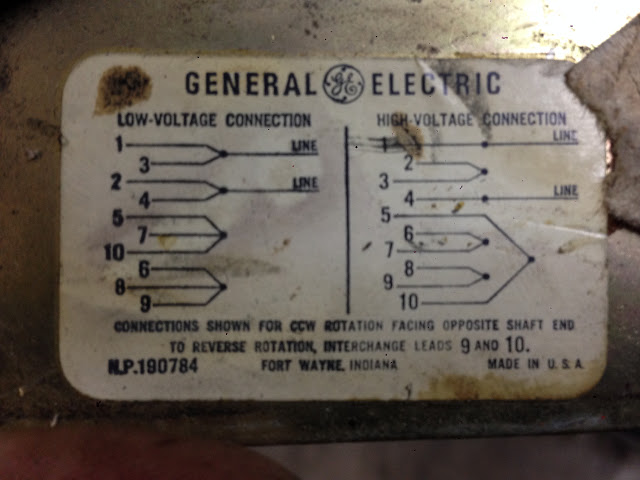 GENERAL GE ELECTRIC
LOW-VOLTAGE CONNECTION
1
LINE
3
2
LINE
4
5
7
10
6
8
9
HIGH-VOLTAGE CONNECTION
1
LINE
2
3
4
LINE
5
6
7
8
9
10
CONNECTIONS SHOWN FOR CCW ROTATION FACING OPPOSITE SHAFT END
TO REVERSE ROTATION, INTERCHANGE LEADS 9 AND 10.
N.P.190784 FORT WAYNE, INDIANA MADE IN U.S.A.